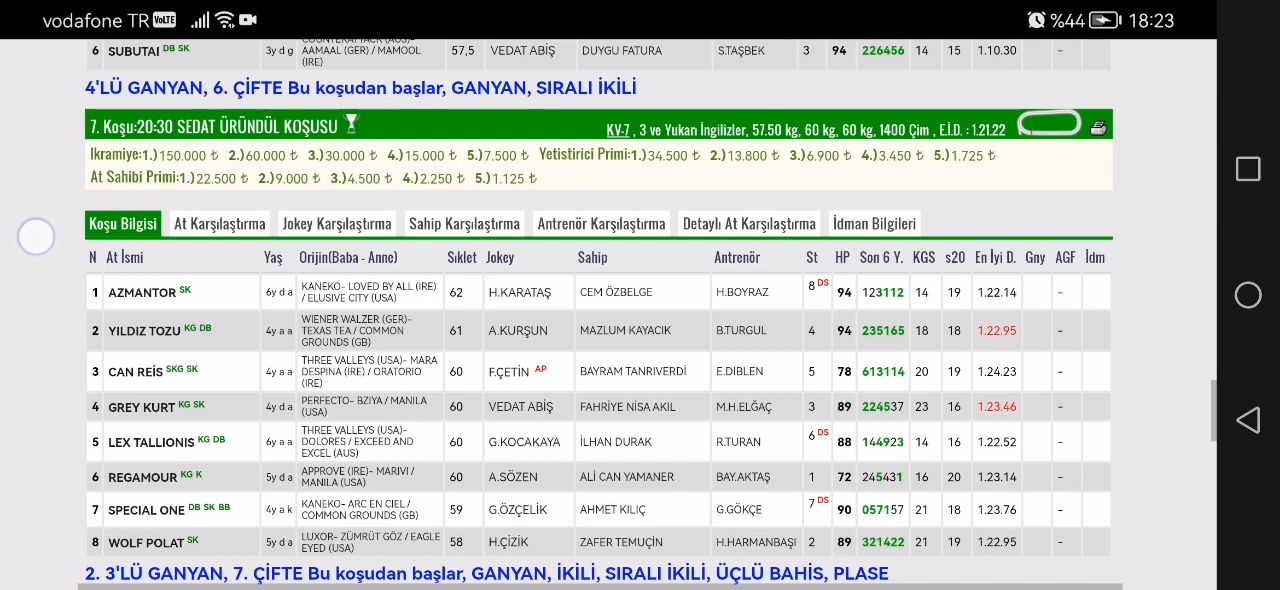 vodafone TR VoLTE %44 18:23
6 SUBUTAI DB SK 3y d g AAMAAL (GER) / MAMOOL (IRE) 57,5 VEDAT ABİŞ DUYGU FATURA S.TAŞBEK 3 94 226456 14 15 1.10.30 -
4'LÜ GANYAN, 6. ÇİFTE Bu koşudan başlar, GANYAN, SIRALI İKİLİ
7. Koşu:20:30 SEDAT ÜRÜNDÜL KOŞUSU KV-7 , 3 ve Yukarı İngilizler, 57.50 kg, 60 kg, 60 kg, 1400 Çim , E.İ.D. : 1.21.22
Ikramiye:1.)150.000 ₺ 2.)60.000 ₺ 3.)30.000 ₺ 4.)15.000 ₺ 5.)7.500 ₺ Yetistirici Primi:1.)34.500 ₺ 2.)13.800 ₺ 3.)6.900 ₺ 4.)3.450 ₺ 5.)1.725 ₺
At Sahibi Primi:1.)22.500 ₺ 2.)9.000 ₺ 3.)4.500 ₺ 4.)2.250 ₺ 5.)1.125 ₺
Koşu Bilgisi At Karşılaştırma Jokey Karşılaştırma Sahip Karşılaştırma Antrenör Karşılaştırma Detaylı At Karşılaştırma İdman Bilgileri
N At İsmi Yaş Orijin(Baba - Anne) Sıklet Jokey Sahip Antrenör St HP Son 6 Y. KGS s20 En İyi D. Gny AGF İdm
1 AZMANTOR SK 6y d a KANEKO- LOVED BY ALL (IRE) / ELUSIVE CITY (USA) 62 H.KARATAŞ CEM ÖZBELGE H.BOYRAZ 8 DS 94 123112 14 19 1.22.14 -
2 YILDIZ TOZU KG DB 4y a a WIENER WALZER (GER)- TEXAS TEA / COMMON GROUNDS (GB) 61 A.KURŞUN MAZLUM KAYACIK B.TURGUL 4 94 235165 18 18 1.22.95 -
3 CAN REİS SKG SK 4y a a THREE VALLEYS (USA)- MARA DESPINA (IRE) / ORATORIO (IRE) 60 F.ÇETİN AP BAYRAM TANRIVERDİ E.DIBLEN 5 78 613114 20 19 1.24.23 -
4 GREY KURT KG SK 4y d a PERFECTO- BZIYA / MANILA (USA) 60 VEDAT ABİŞ FAHRİYE NİSA AKIL M.H.ELĞAÇ 3 89 224537 23 16 1.23.46 -
5 LEX TALLIONIS KG DB 6y a a THREE VALLEYS (USA)- DOLORES / EXCEED AND EXCEL (AUS) 60 G.KOCAKAYA İLHAN DURAK R.TURAN 6 DS 88 144923 14 16 1.22.52 -
6 REGAMOUR KG K 5y d a APPROVE (IRE)- MARIVI / MANILA (USA) 60 A.SÖZEN ALİ CAN YAMANER BAY.AKTAŞ 1 72 245431 16 20 1.23.14 -
7 SPECIAL ONE DB SK BB 4y a k KANEKO- ARC EN CIEL / COMMON GROUNDS (GB) 59 G.ÖZÇELİK AHMET KILIÇ G.GÖKÇE 7 DS 90 057157 21 18 1.23.76 -
8 WOLF POLAT SK 5y d a LUXOR- ZÜMRÜT GÖZ / EAGLE EYED (USA) 58 H.ÇİZİK ZAFER TEMUÇİN H.HARMANBAŞI 2 89 321422 21 19 1.22.95 -
2. 3'LÜ GANYAN, 7. ÇİFTE Bu koşudan başlar, GANYAN, İKİLİ, SIRALI İKİLİ, ÜÇLÜ BAHİS, PLASE